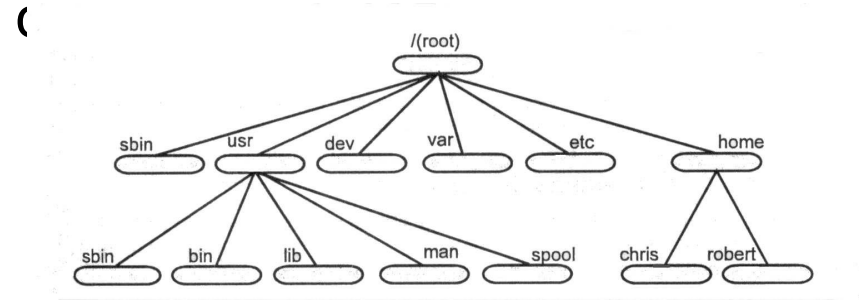 /(root)
sbin usr dev var etc home
sbin bin lib man spool chris robert